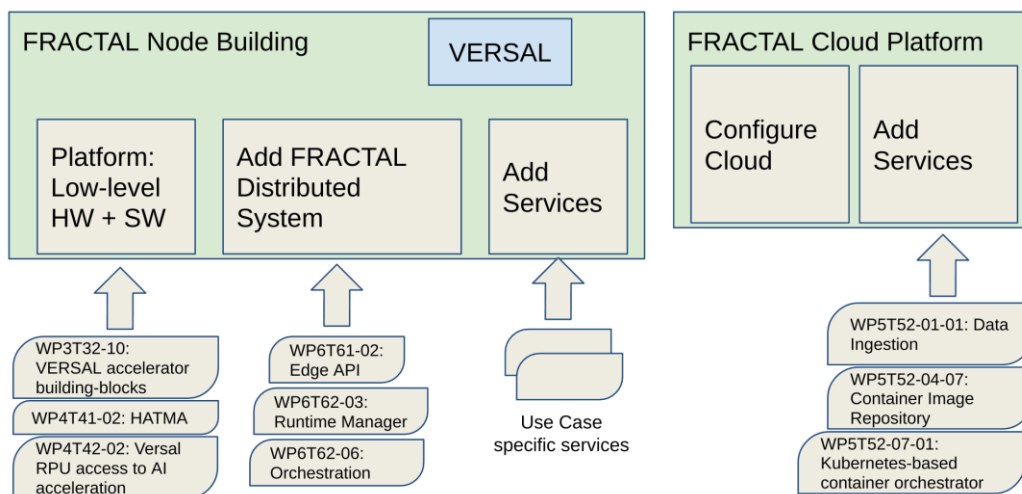 FRACTAL Node Building
VERSAL
Platform:
Low-level
HW + SW
Add FRACTAL
Distributed
System
Add
Services
WP3T32-10:
VERSAL accelerator
building-blocks
WP4T41-02: HATMA
WP4T42-02: Versal
RPU access to AI
acceleration
WP6T61-02:
Edge API
WP6T62-03:
Runtime Manager
WP6T62-06:
Orchestration
Use Case
specific services
FRACTAL Cloud Platform
Configure
Cloud
Add
Services
WP5T52-01-01: Data
Ingestion
WP5T52-04-07:
Container Image
Repository
WP5T52-07-01:
Kubernetes-based
container orchestrator